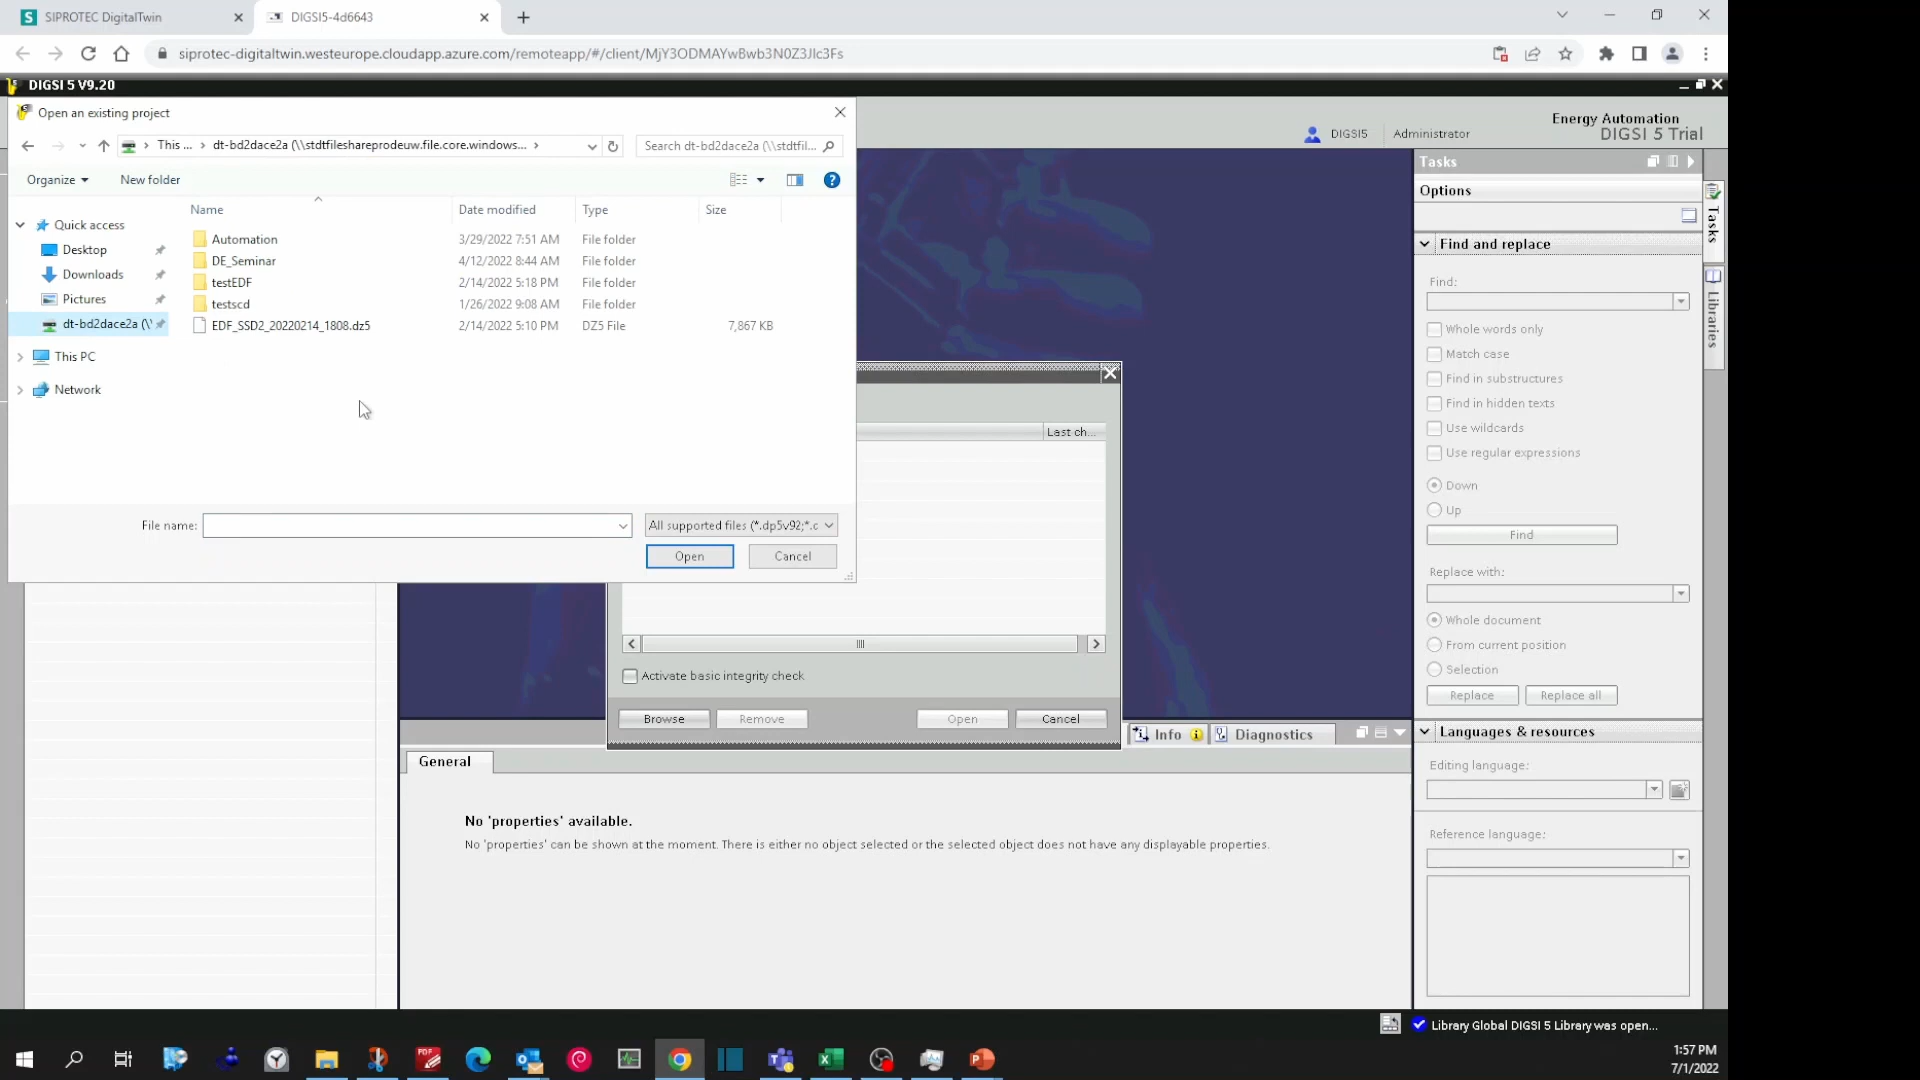 SIPROTEC DigitalTwin
DIGSI5-4d6643
siprotec-digitaltwin.westeurope.cloudapp.azure.com/remoteapp/#/client/MjY3ODMAYwBwb3N0Z3Jlc3Fs
DIGSI 5 V9.20
Open an existing project
This ... dt-bd2dace2a (\\stdtfileshareprodeuw.file.core.windows...
Search dt-bd2dace2a (\\stdtfil...
Organize
New folder
Name Date modified Type Size
Quick access
Desktop
Downloads
Pictures
dt-bd2dace2a (\\
This PC
Network
Automation 3/29/2022 7:51 AM File folder
DE_Seminar 4/12/2022 8:44 AM File folder
testEDF 2/14/2022 5:18 PM File folder
testscd 1/26/2022 9:08 AM File folder
EDF_SSD2_20220214_1808.dz5 2/14/2022 5:10 PM DZ5 File 7,867 KB
File name:
All supported files (*.dp5v92;*.c
Open
Cancel
Last ch...
Activate basic integrity check
Browse
Remove
Open
Cancel
DIGSI5
Administrator
Energy Automation
DIGSI 5 Trial
Tasks
Options
Find and replace
Find:
Whole words only
Match case
Find in substructures
Find in hidden texts
Use wildcards
Use regular expressions
Down
Up
Find
Replace with:
Whole document
From current position
Selection
Replace
Replace all
Languages & resources
Editing language:
Reference language:
Tasks
Libraries
Info
Diagnostics
General
No 'properties' available.
No 'properties' can be shown at the moment. There is either no object selected or the selected object does not have any displayable properties.
Library Global DIGSI 5 Library was open...
1:57 PM
7/1/2022